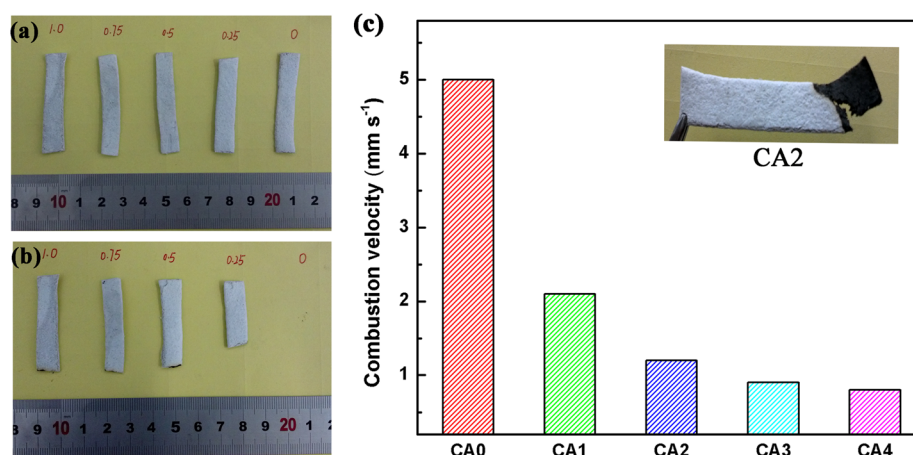 (a)
1.0 0.75 0.5 0.25 0
8 9 10 1 2 3 4 5 6 7 8 9 20 1 2
(b)
1.0 0.75 0.5 0.25 0
8 9 10 1 2 3 4 5 6 7 8 9 20 1 2
(c)
Combustion velocity (mm s-1)
5
4
3
2
1
CA2
CA0 CA1 CA2 CA3 CA4